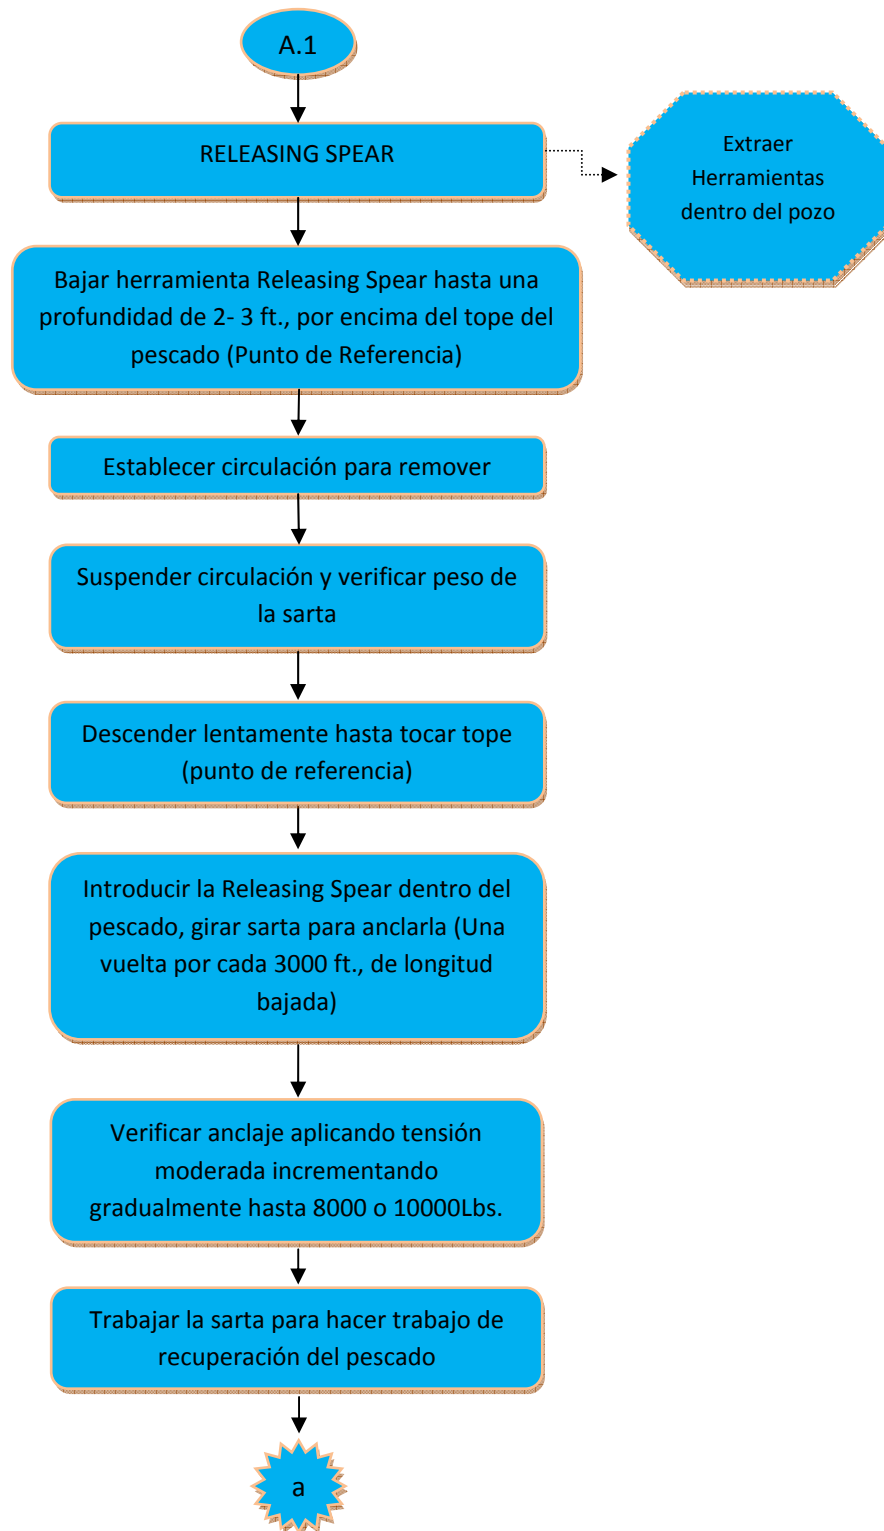 A.1
RELEASING SPEAR
Extraer
Herramientas
dentro del pozo
Bajar herramienta Releasing Spear hasta una
profundidad de 2- 3 ft., por encima del tope del
pescado (Punto de Referencia)
Establecer circulación para remover
Suspender circulación y verificar peso de
la sarta
Descender lentamente hasta tocar tope
(punto de referencia)
Introducir la Releasing Spear dentro del
pescado, girar sarta para anclarla (Una
vuelta por cada 3000 ft., de longitud
bajada)
Verificar anclaje aplicando tensión
moderada incrementando
gradualmente hasta 8000 o 10000Lbs.
Trabajar la sarta para hacer trabajo de
recuperación del pescado
a